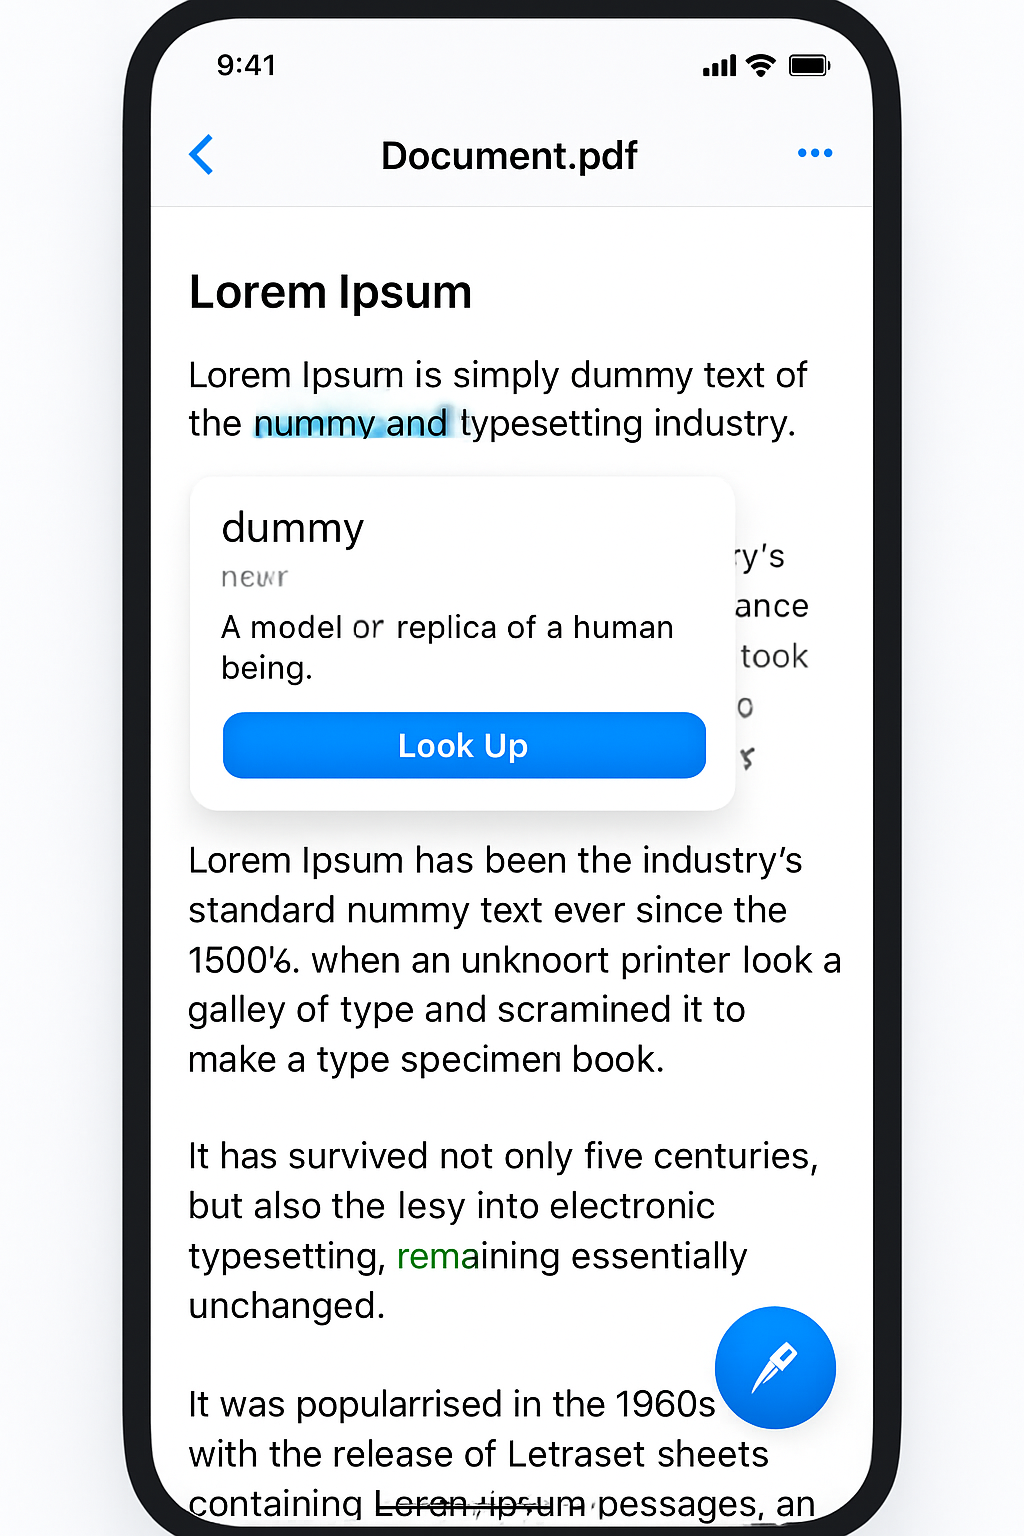 9:41
Document.pdf
Lorem Ipsum
Lorem Ipsum is simply dummy text of
the nummy and typesetting industry.
dummy
newr
A model or replica of a human
being.
Look Up
ry's
ance
took
o
Lorem Ipsum has been the industry's
standard nummy text ever since the
1500'6. when an unknoort printer look a
galley of type and scramined it to
make a type specimen book.
It has survived not only five centuries,
but also the lesy into electronic
typesetting, remaining essentially
unchanged.
It was popularrised in the 1960s
with the release of Letraset sheets
containing Loren ipsum pessages, an